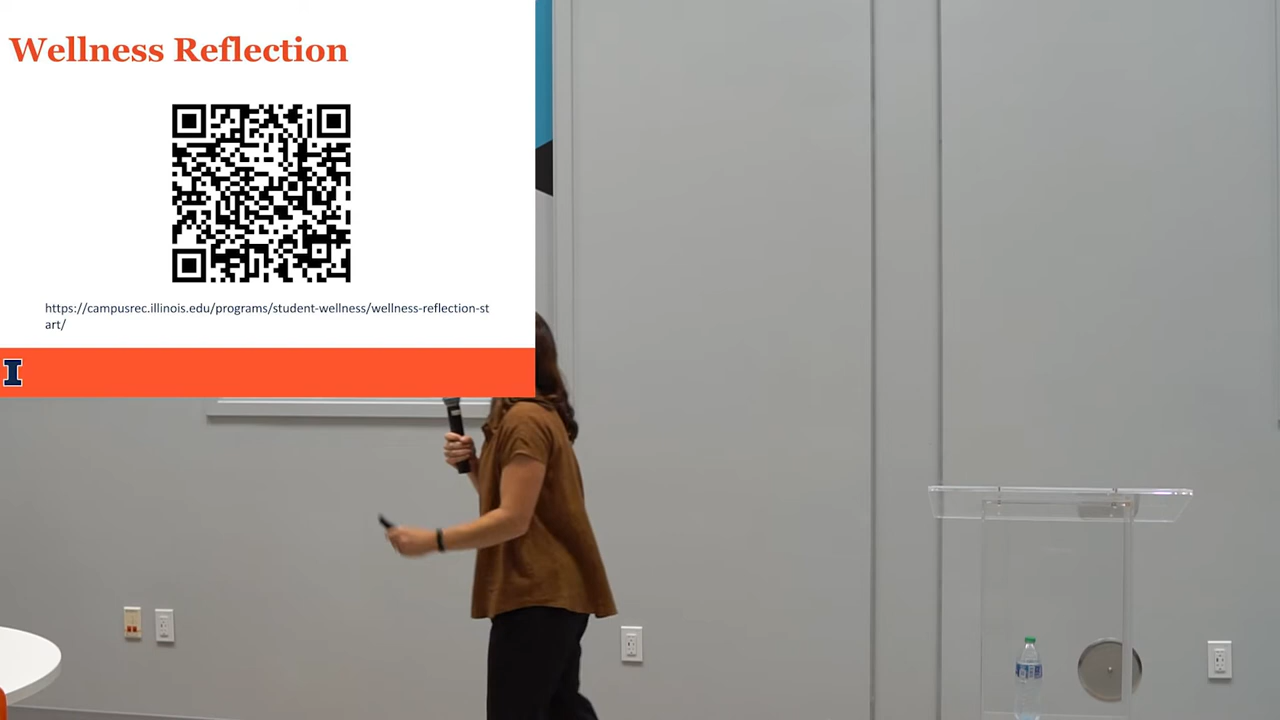 Wellness Reflection
https://campusrec.illinois.edu/programs/student-wellness/wellness-reflection-st
art/
I